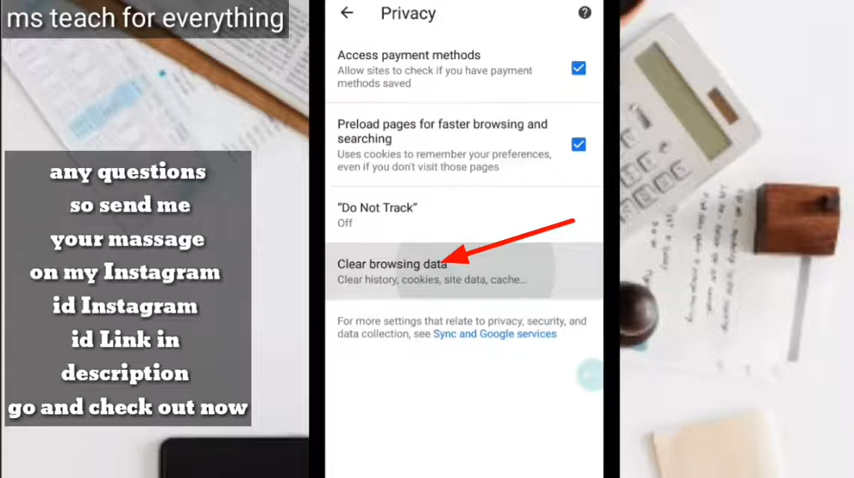 ms teach for everything
any questions
so send me
your massage
on my Instagram
id Instagram
id Link in
description
go and check out now
Privacy
Access payment methods
Allow sites to check if you have payment
methods saved
Preload pages for faster browsing and
searching
Uses cookies to remember your preferences,
even if you don't visit those pages
“Do Not Track”
Off
Clear browsing data
Clear history, cookies, site data, cache...
For more settings that relate to privacy, security, and
data collection, see Sync and Google services